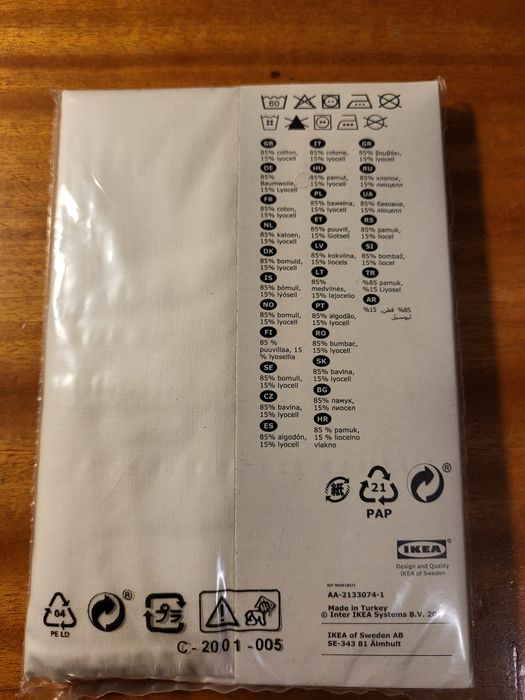 60
GB
85% cotton,
15% lyocell
DE
85%
Baumwolle,
15% Lyocell
FR
85% coton,
15% lyocell
NL
85% katoen,
15% lyocell
DK
85% bomuld,
15% lyocell
IS
85% bómull,
15% lýósell
NO
85% bomull,
15% lyocell
FI
85 %
puuvillaa, 15
% lyosellia
SE
85% bomull,
15% lyocell
CZ
85% bavlna,
15% lyocell
ES
85% algodón,
15% lyocell
IT
85% cotone,
15% lyocell
HU
85% pamut,
15% lyocell
PL
85% bawełna,
15% lyocell
ET
85% puuvill,
15% lüotsell
LV
85% kokvilna,
15% liocels
LT
85%
medvilnės,
15% lajocelio
PT
85% algodão,
15% lyocell
RO
85% bumbac,
15% lyocell
SK
85% bavlna,
15% lyocell
BG
85% памук,
15% лиосел
HR
85 % pamuk,
15 % liocelno
vlakno
GR
85% βαμβάκι,
15% lyocell
RU
85% хлопок,
15% лиоцелл
UA
85% бавовна,
15% ліоцелл
RS
85% pamuk,
15% liocel
SI
85% bombaž,
15% liocel
TR
%85 pamuk,
%15 Liyosel
AR
85% قطن، 15%
ليوسيل
紙
21
PAP
®
IKEA
®
Design and Quality
IKEA of Sweden
AA-2133074-1
Made in Turkey
© Inter IKEA Systems B.V.
IKEA of Sweden AB
SE-343 81 Älmhult
04
PE LD
®
プラ
C-2001-005